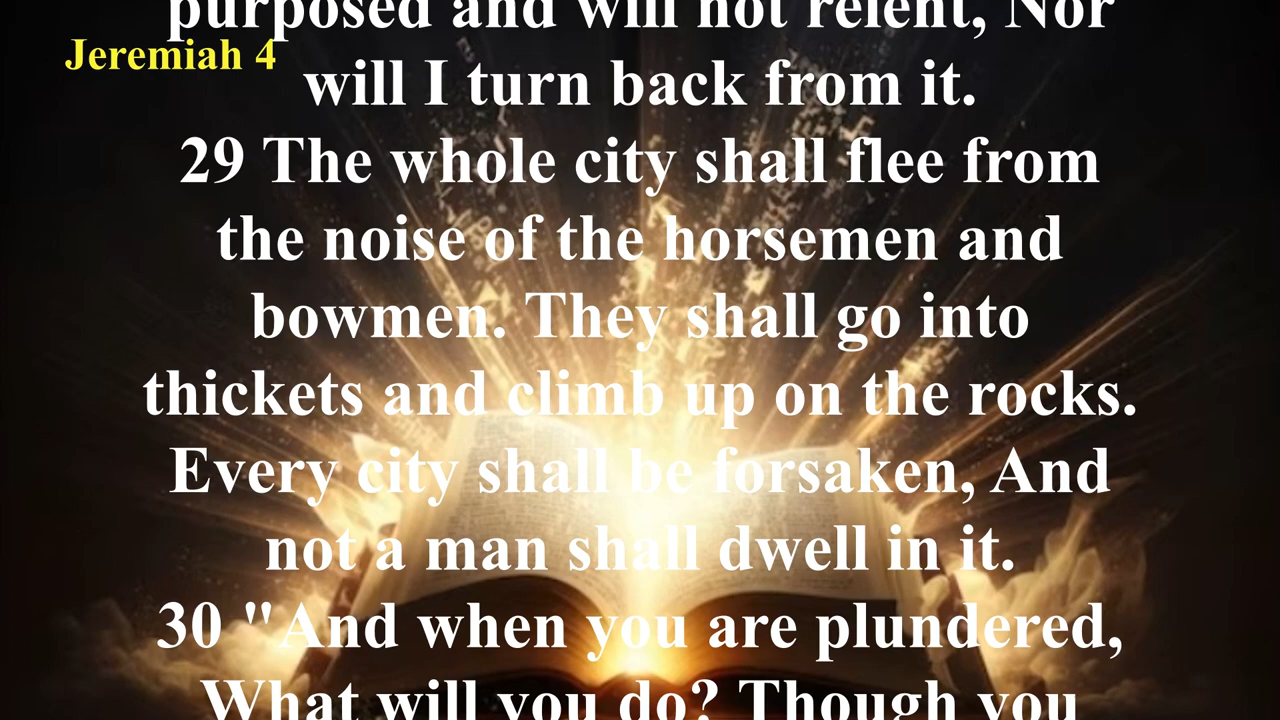 purposed and will not relent, Nor
Jeremiah 4
will I turn back from it.
29 The whole city shall flee from
the noise of the horsemen and
bowmen. They shall go into
thickets and climb up on the rocks.
Every city shall be forsaken, And
not a man shall dwell in it.
30 "And when you are plundered,
What will you do? Though you